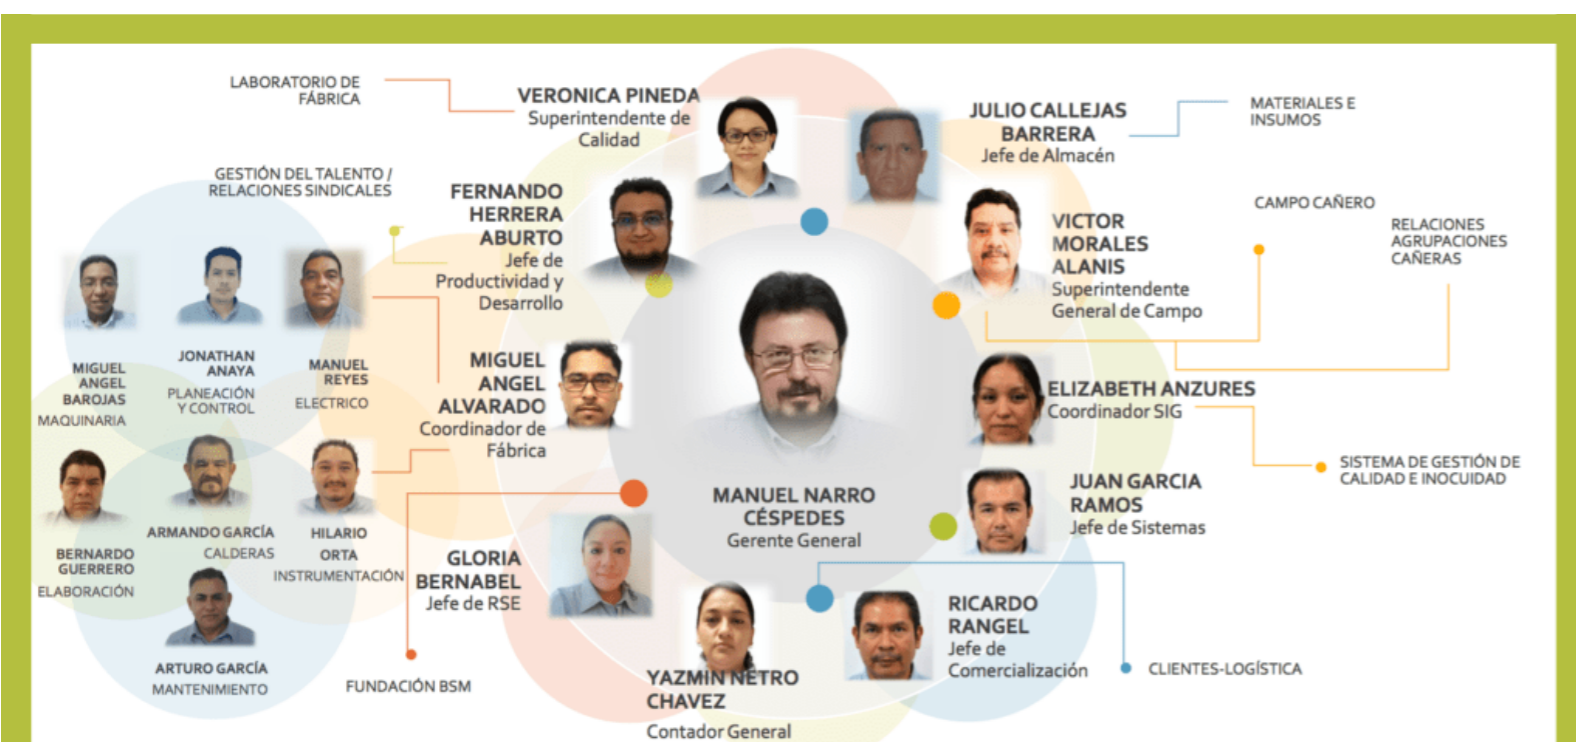 LABORATORIO DE
FÁBRICA
VERONICA PINEDA
Superintendente de
Calidad
JULIO CALLEJAS
BARRERA
Jefe de Almacén
MATERIALES E
INSUMOS
GESTIÓN DEL TALENTO /
RELACIONES SINDICALES
FERNANDO
HERRERA
ABURTO
Jefe de
Productividad y
Desarrollo
VICTOR
MORALES
ALANIS
Superintendente
General de Campo
CAMPO CAÑERO
RELACIONES
AGRUPACIONES
CAÑERAS
MIGUEL
ANGEL
BAROJAS
MAQUINARIA
JONATHAN
ANAYA
PLANEACIÓN
Y CONTROL
MANUEL
REYES
ELECTRICO
MIGUEL
ANGEL
ALVARADO
Coordinador de
Fábrica
ELIZABETH ANZURES
Coordinador SIG
SISTEMA DE GESTIÓN DE
CALIDAD E INOCUIDAD
MANUEL NARRO
CÉSPEDES
Gerente General
JUAN GARCIA
RAMOS
Jefe de Sistemas
BERNARDO
GUERRERO
ELABORACIÓN
ARMANDO GARCÍA
CALDERAS
HILARIO
ORTA
INSTRUMENTACIÓN
GLORIA
BERNABEL
Jefe de RSE
RICARDO
RANGEL
Jefe de
Comercialización
CLIENTES-LOGÍSTICA
ARTURO GARCÍA
MANTENIMIENTO
FUNDACIÓN BSM
YAZMIN NETRO
CHAVEZ
Contador General